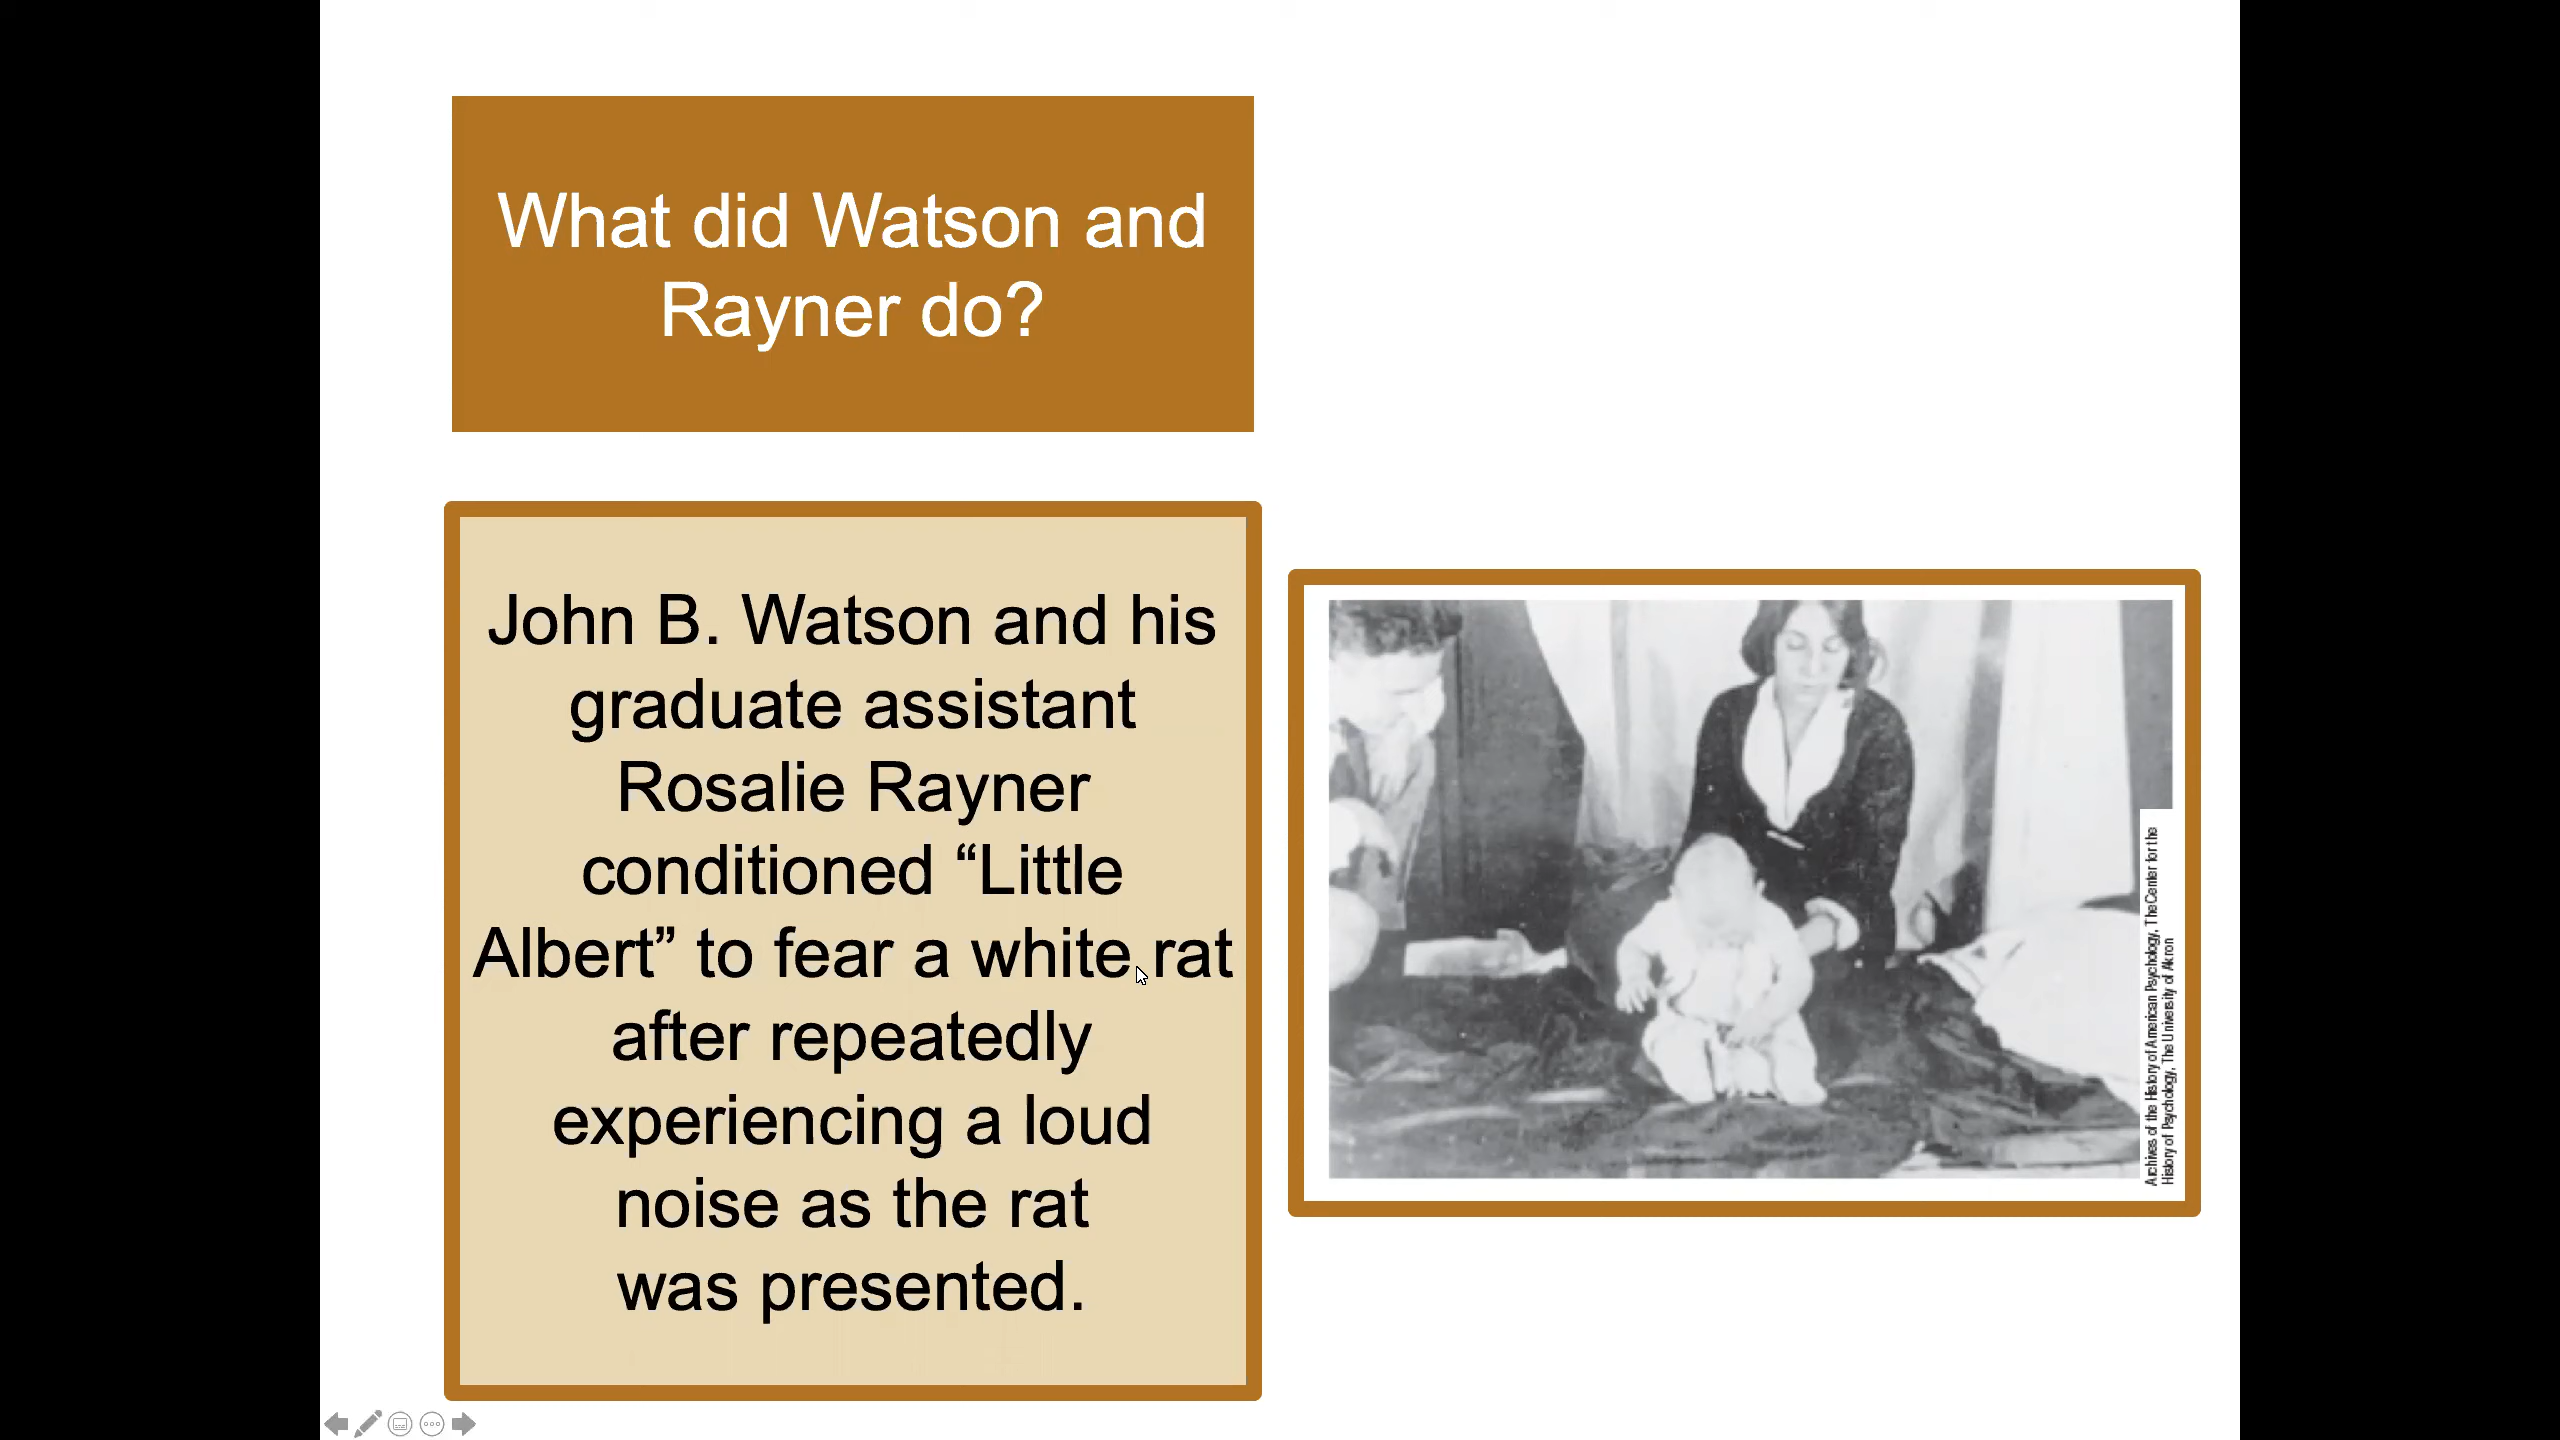 What did Watson and
Rayner do?
John B. Watson and his
graduate assistant
Rosalie Rayner
conditioned “Little
Albert” to fear a white rat
after repeatedly
experiencing a loud
noise as the rat
was presented.
Archives of the History of American Psychology, The Center for the
History of Psychology, The University of Akron